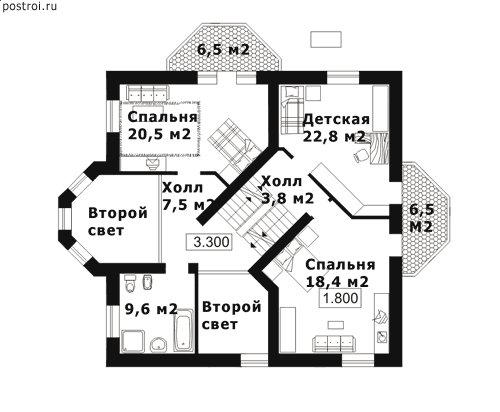 postroi.ru
6,5 м2
Спальня
20,5 м2
Детская
22,8 м2
Холл
7,5 м2
Холл
3,8 м2
Второй
свет
6,5
м2
3.300
Спальня
18,4 м2
1.800
9,6 м2
Второй
свет